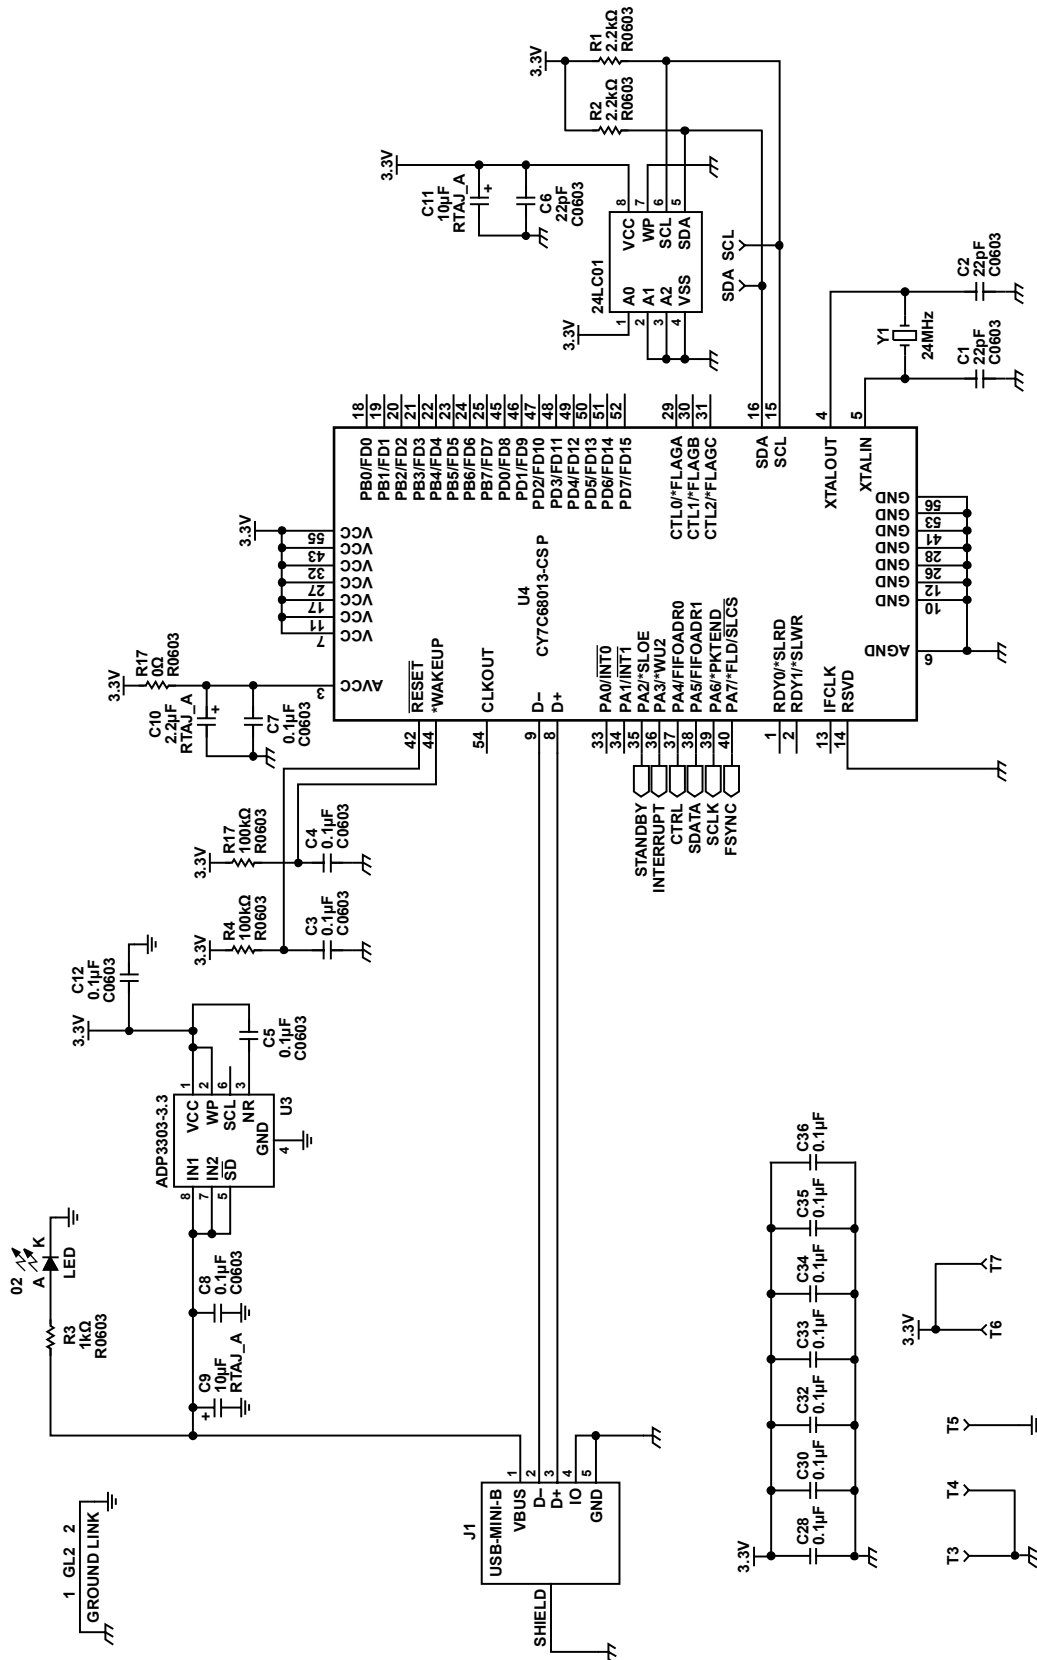 1 GL2 2
GROUND LINK
02
A K
LED
R3
1kΩ
R0603
C9
10µF
RTAJ_A
+
C8
0.1µF
C0603
ADP3303-3.3
8 IN1
7 IN2
5 SD
VCC 1
WP 2
SCL 6
NR 3
GND
4
U3
3.3V
C12
0.1µF
C0603
C5
0.1µF
C0603
J1
USB-MINI-B
VBUS 1
D– 2
D+ 3
IO 4
GND 5
SHIELD
3.3V
R4
100kΩ
R0603
C3
0.1µF
C0603
3.3V
R17
100kΩ
R0603
C4
0.1µF
C0603
3.3V
R17
0Ω
R0603
C10
2.2µF
RTAJ_A
+
C7
0.1µF
C0603
3.3V
3 AVCC
7 VCC
11 VCC
17 VCC
27 VCC
32 VCC
43 VCC
55 VCC
U4
CY7C68013-CSP
42 RESET
44 *WAKEUP
54 CLKOUT
9 D–
8 D+
33 PA0/INT0
34 PA1/INT1
STANDBY 35 PA2/*SLOE
INTERRUPT 36 PA3/*WU2
CTRL 37 PA4/FIFOADR0
SDATA 38 PA5/FIFOADR1
SCLK 39 PA6/*PKTEND
FSYNC 40 PA7/*FLD/SLCS
1 RDY0/*SLRD
2 RDY1/*SLWR
13 IFCLK
14 RSVD
PB0/FD0 18
PB1/FD1 19
PB2/FD2 20
PB3/FD3 21
PB4/FD4 22
PB5/FD5 23
PB6/FD6 24
PB7/FD7 25
PD0/FD8 45
PD1/FD9 46
PD2/FD10 47
PD3/FD11 48
PD4/FD12 49
PD5/FD13 50
PD6/FD14 51
PD7/FD15 52
CTL0/*FLAGA 29
CTL1/*FLAGB 30
CTL2/*FLAGC 31
SDA 16
SCL 15
XTALOUT 4
XTALIN 5
AGND 6
GND 10
GND 12
GND 26
GND 28
GND 41
GND 53
GND 56
3.3V
24LC01
1 A0
2 A1
3 A2
4 VSS
VCC 8
WP 7
SCL 6
SDA 5
3.3V
C11
10µF
RTAJ_A
+
C6
22pF
C0603
3.3V
R2
2.2kΩ
R0603
R1
2.2kΩ
R0603
SDA
SCL
Y1
24MHz
C1
22pF
C0603
C2
22pF
C0603
3.3V
C28
0.1µF
C30
0.1µF
C32
0.1µF
C33
0.1µF
C34
0.1µF
C35
0.1µF
C36
0.1µF
T3
T4
T5
3.3V
T6
T7